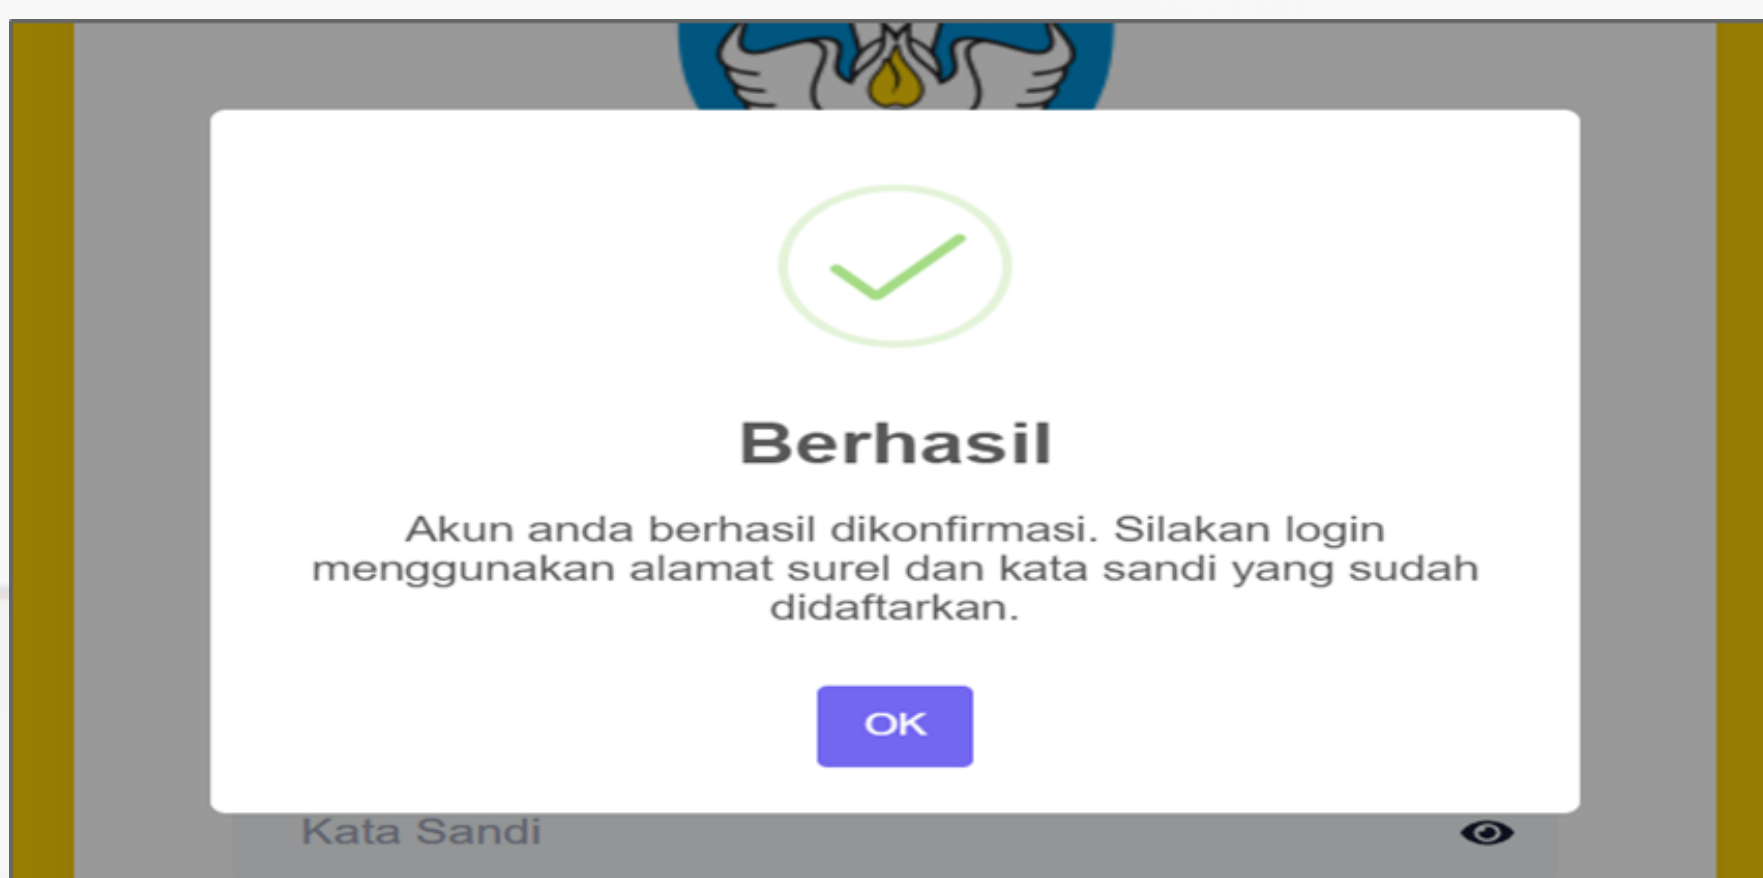 Berhasil
Akun anda berhasil dikonfirmasi. Silakan login
menggunakan alamat surel dan kata sandi yang sudah
didaftarkan.
OK
Kata Sandi